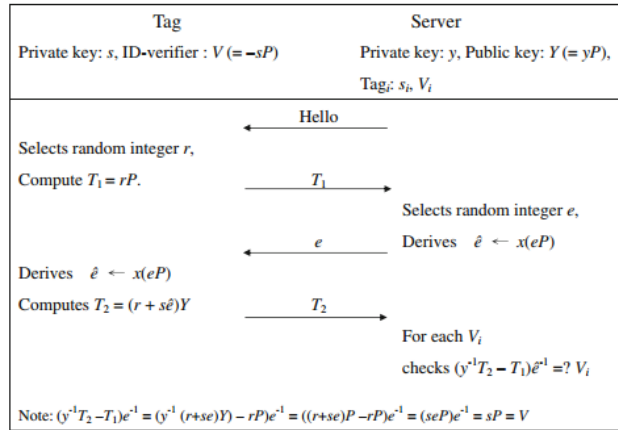 Tag
Server
Private key: s, ID-verifier : V (= –sP)
Private key: y, Public key: Y (= yP),
Tagᵢ: sᵢ, Vᵢ
Hello
Selects random integer r,
Compute T₁ = rP.
T₁
Selects random integer e,
e
Derives ê ← x(eP)
Derives ê ← x(eP)
Computes T₂ = (r + sê)Y
T₂
For each Vᵢ
checks (y⁻¹T₂ – T₁)ê⁻¹ =? Vᵢ
Note: (y⁻¹T₂ –T₁)e⁻¹ = (y⁻¹ (r+se)Y) – rP)e⁻¹ = ((r+se)P –rP)e⁻¹ = (seP)e⁻¹ = sP = V